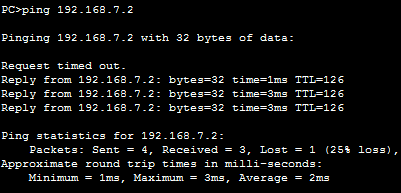 PC>ping 192.168.7.2
Pinging 192.168.7.2 with 32 bytes of data:
Request timed out.
Reply from 192.168.7.2: bytes=32 time=1ms TTL=126
Reply from 192.168.7.2: bytes=32 time=3ms TTL=126
Reply from 192.168.7.2: bytes=32 time=3ms TTL=126
Ping statistics for 192.168.7.2:
Packets: Sent = 4, Received = 3, Lost = 1 (25% loss),
Approximate round trip times in milli-seconds:
Minimum = 1ms, Maximum = 3ms, Average = 2ms